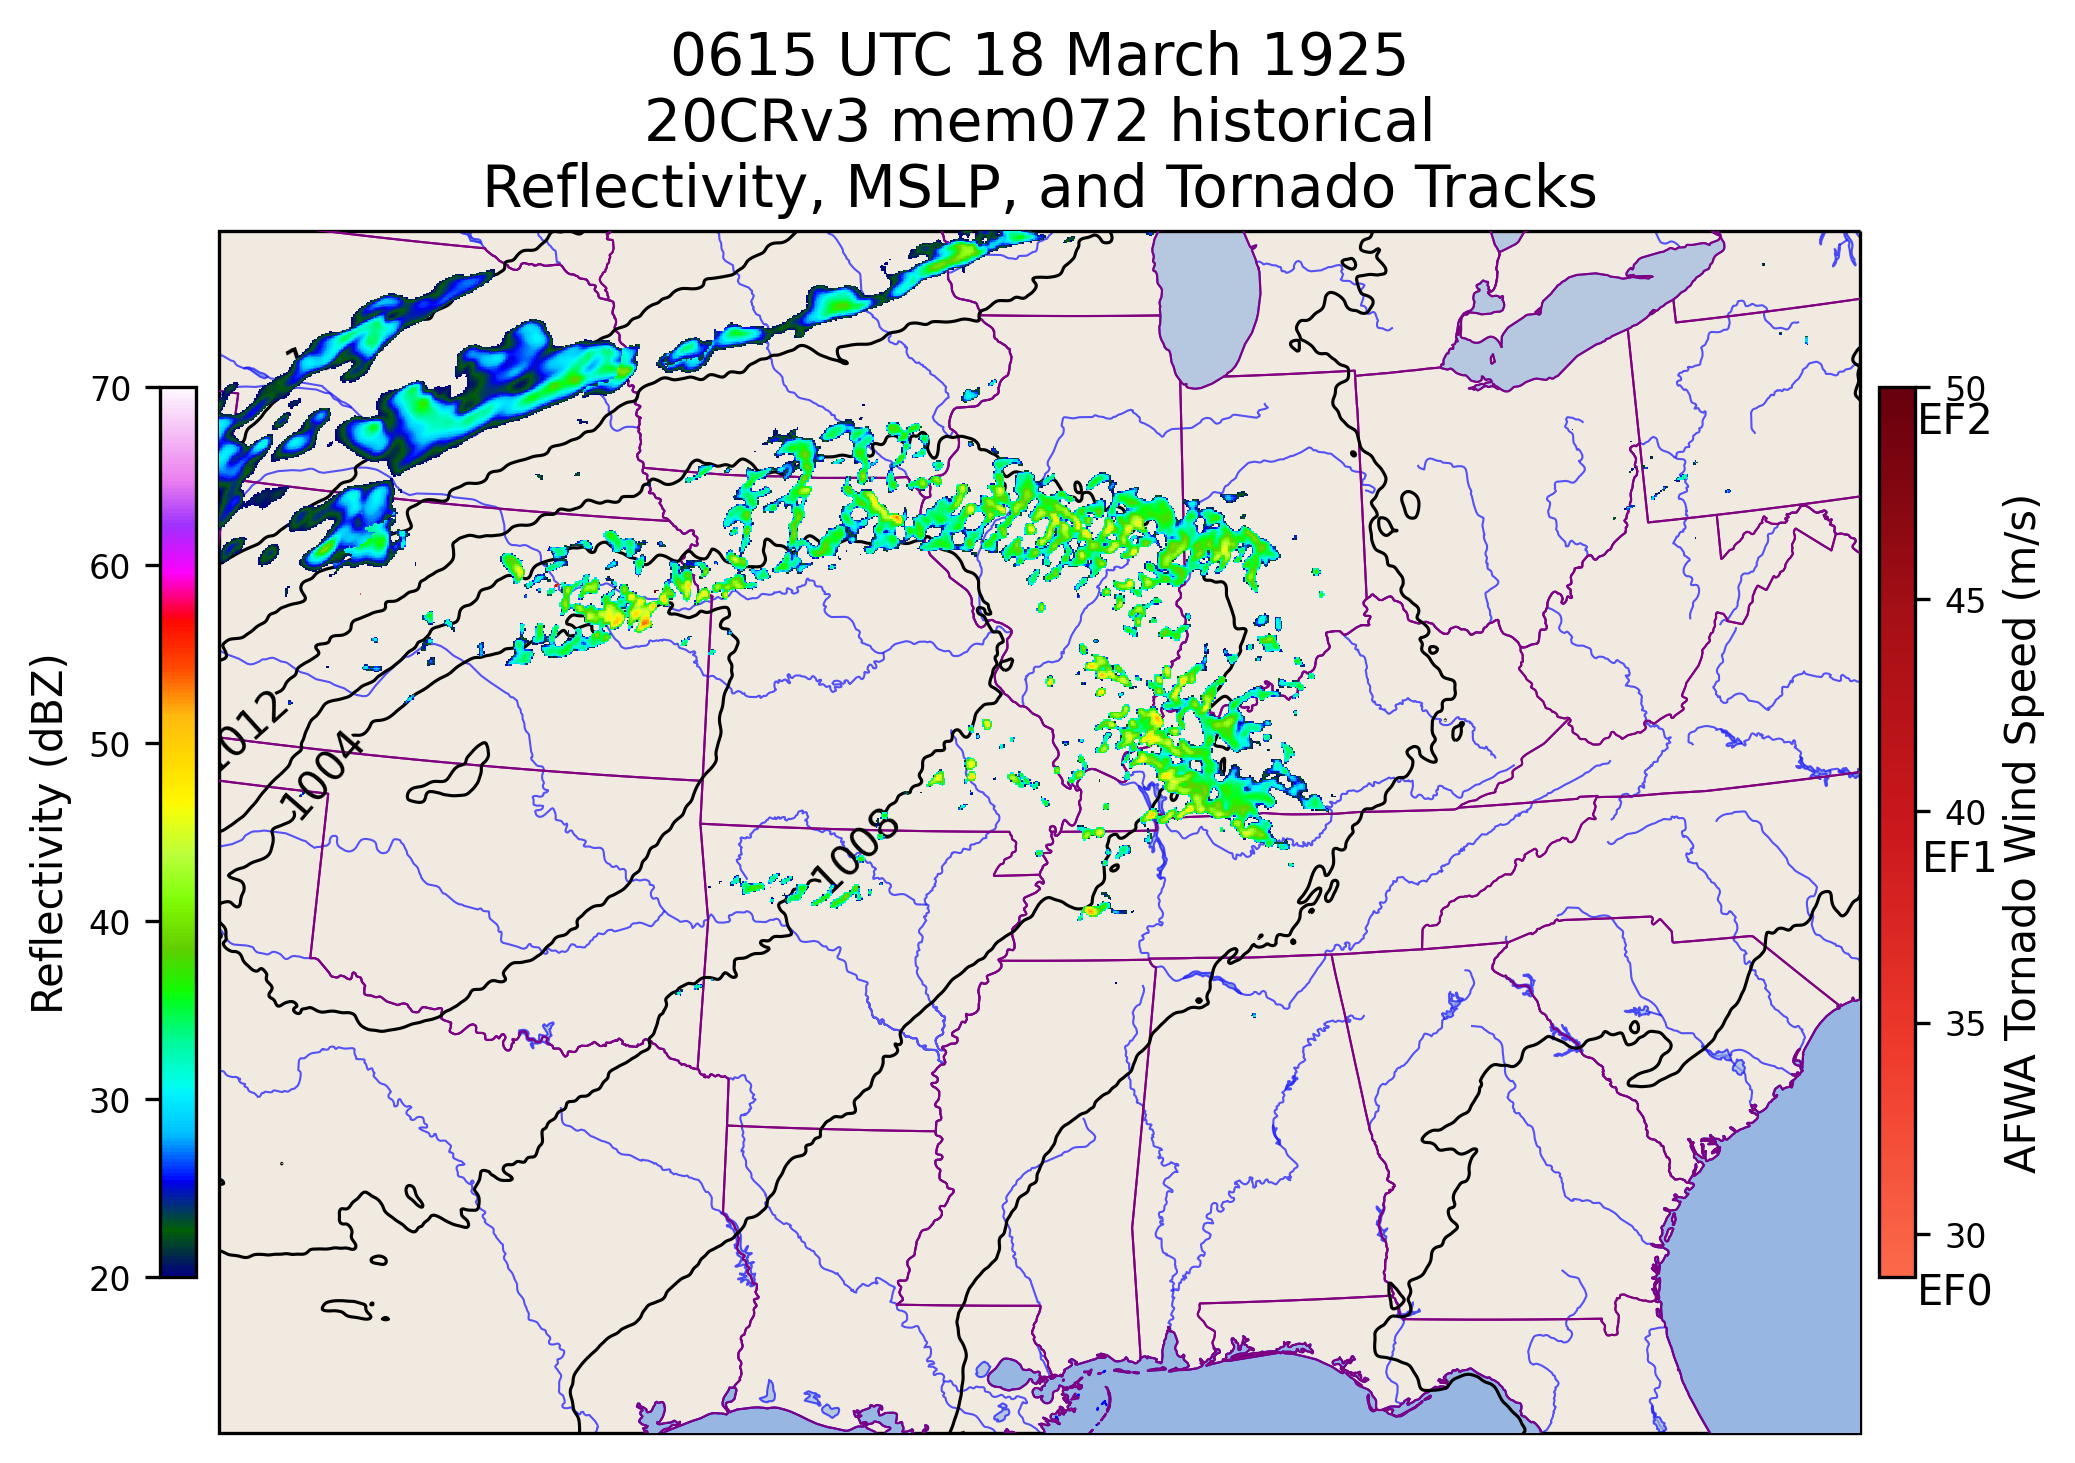 0615 UTC 18 March 1925
20CRv3 mem072 historical
Reflectivity, MSLP, and Tornado Tracks
Reflectivity (dBZ)
70
60
50
40
30
20
1012
1004
1008
50
EF2
45
40
EF1
35
30
EF0
AFWA Tornado Wind Speed (m/s)